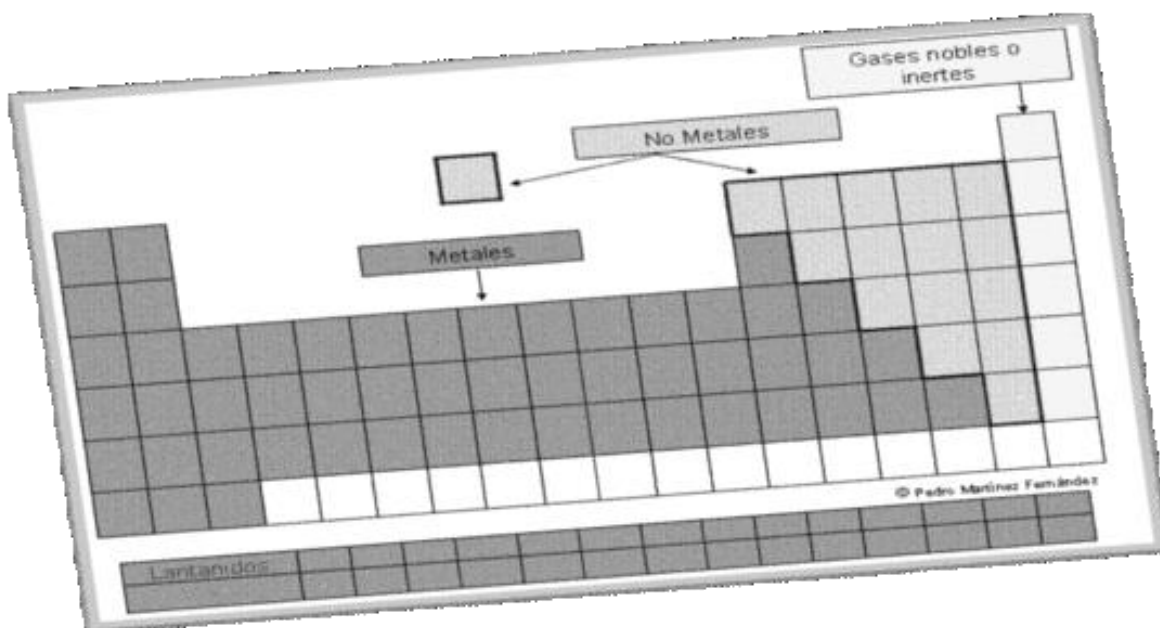 Gases nobles o
inertes
No Metales
Metales
© Pedro Martínez Fernández
Lantanidos